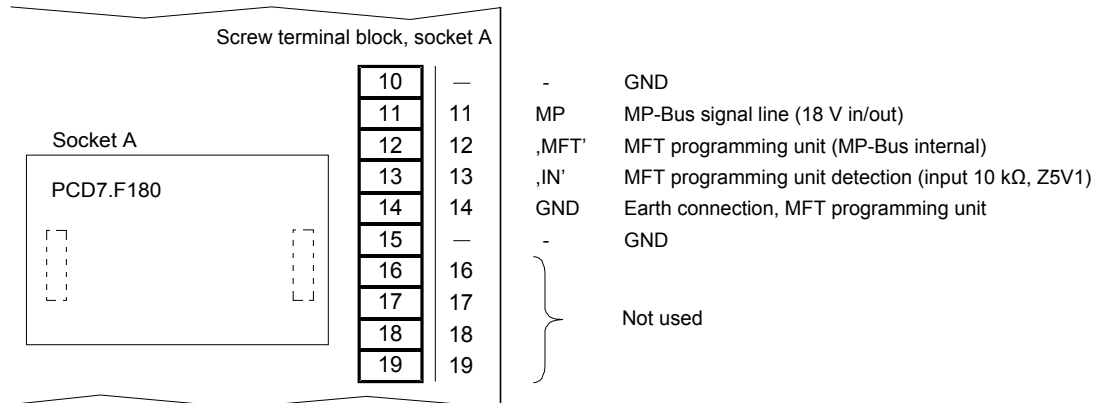 Screw terminal block, socket A
10 — - GND
11 11 MP MP-Bus signal line (18 V in/out)
Socket A
12 12 ‚MFT’ MFT programming unit (MP-Bus internal)
13 13 ‚IN’ MFT programming unit detection (input 10 kΩ, Z5V1)
PCD7.F180
14 14 GND Earth connection, MFT programming unit
15 — - GND
16 16
17 17
Not used
18 18
19 19